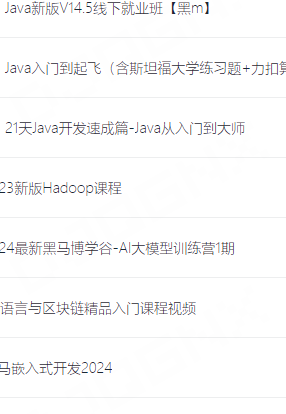 Java新版V14.5线下就业班【黑m】
Java入门到起飞（含斯坦福大学练习题+力扣算
21天Java开发速成篇-Java从入门到大师
23新版Hadoop课程
24最新黑马博学谷-AI大模型训练营1期
语言与区块链精品入门课程视频
马嵌入式开发2024